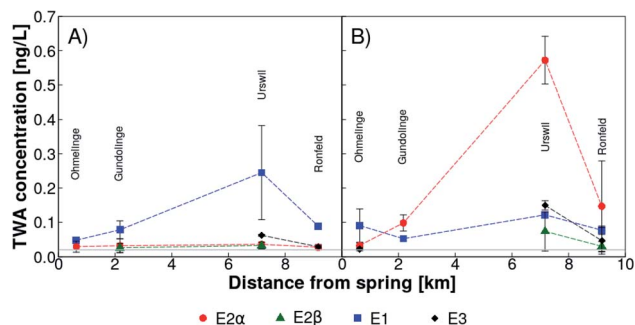 TWA concentration [ng/L]
0.7
0.6
0.5
0.4
0.3
0.2
0.1
0.0
A)
Ohmelinge
Gundolinge
Urswil
Ronfeld
B)
Ohmelinge
Gundolinge
Urswil
Ronfeld
0 2 4 6 8 0 2 4 6 8 10
Distance from spring [km]
E2α E2β E1 E3